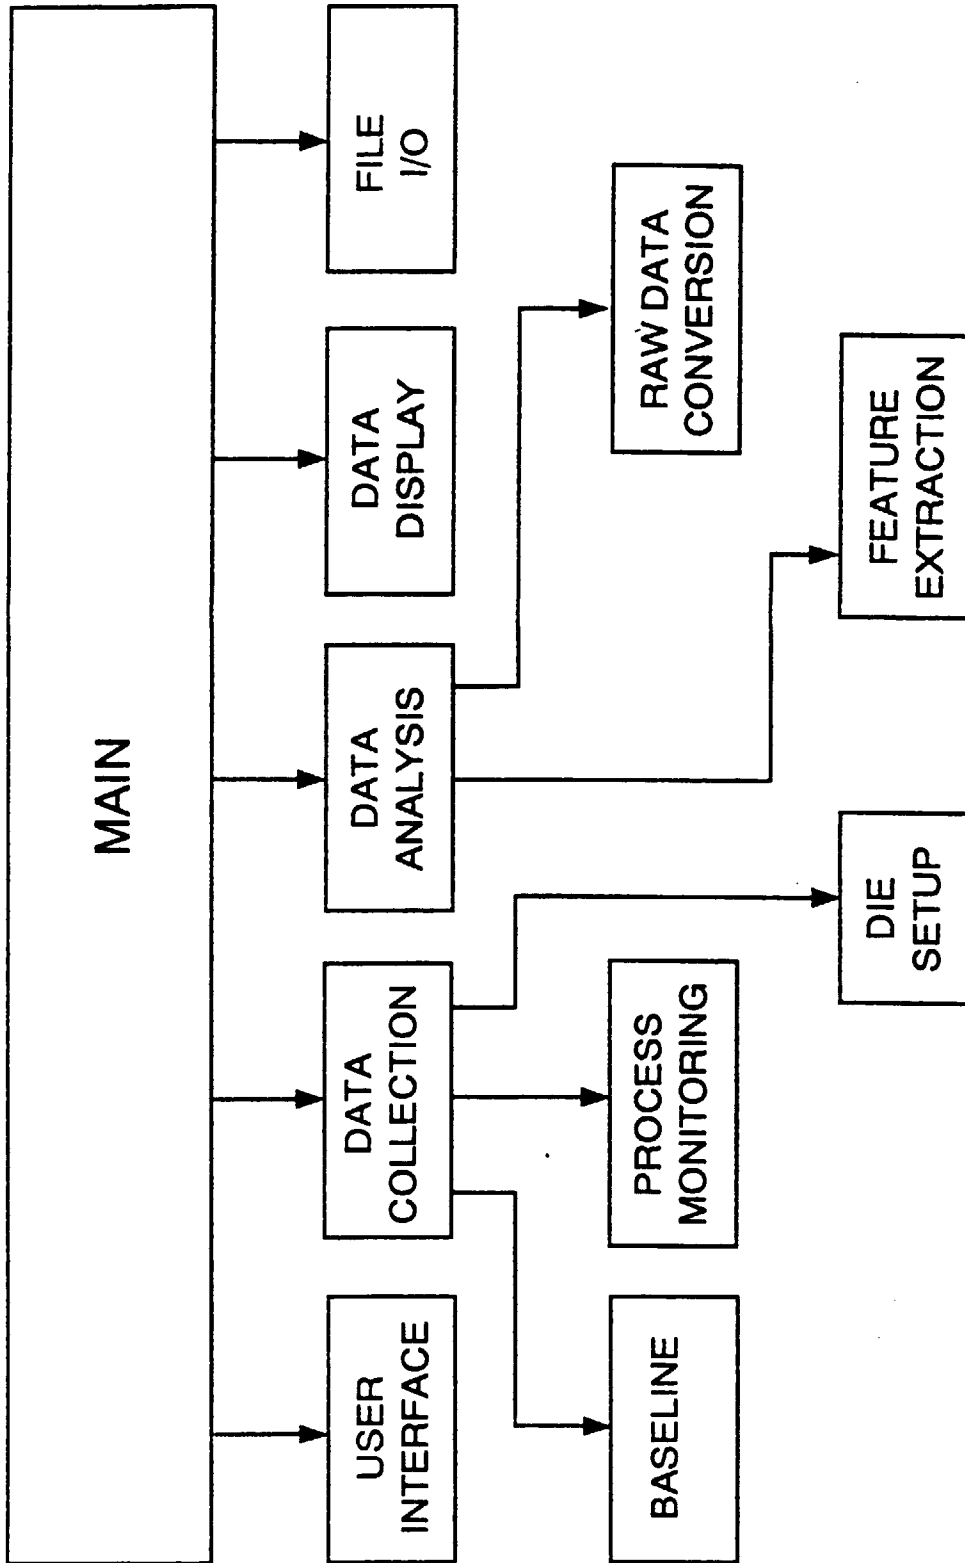 MAIN
USER
INTERFACE
DATA
COLLECTION
DATA
ANALYSIS
DATA
DISPLAY
FILE
I/O
BASELINE
PROCESS
MONITORING
RAW DATA
CONVERSION
DIE
SETUP
FEATURE
EXTRACTION